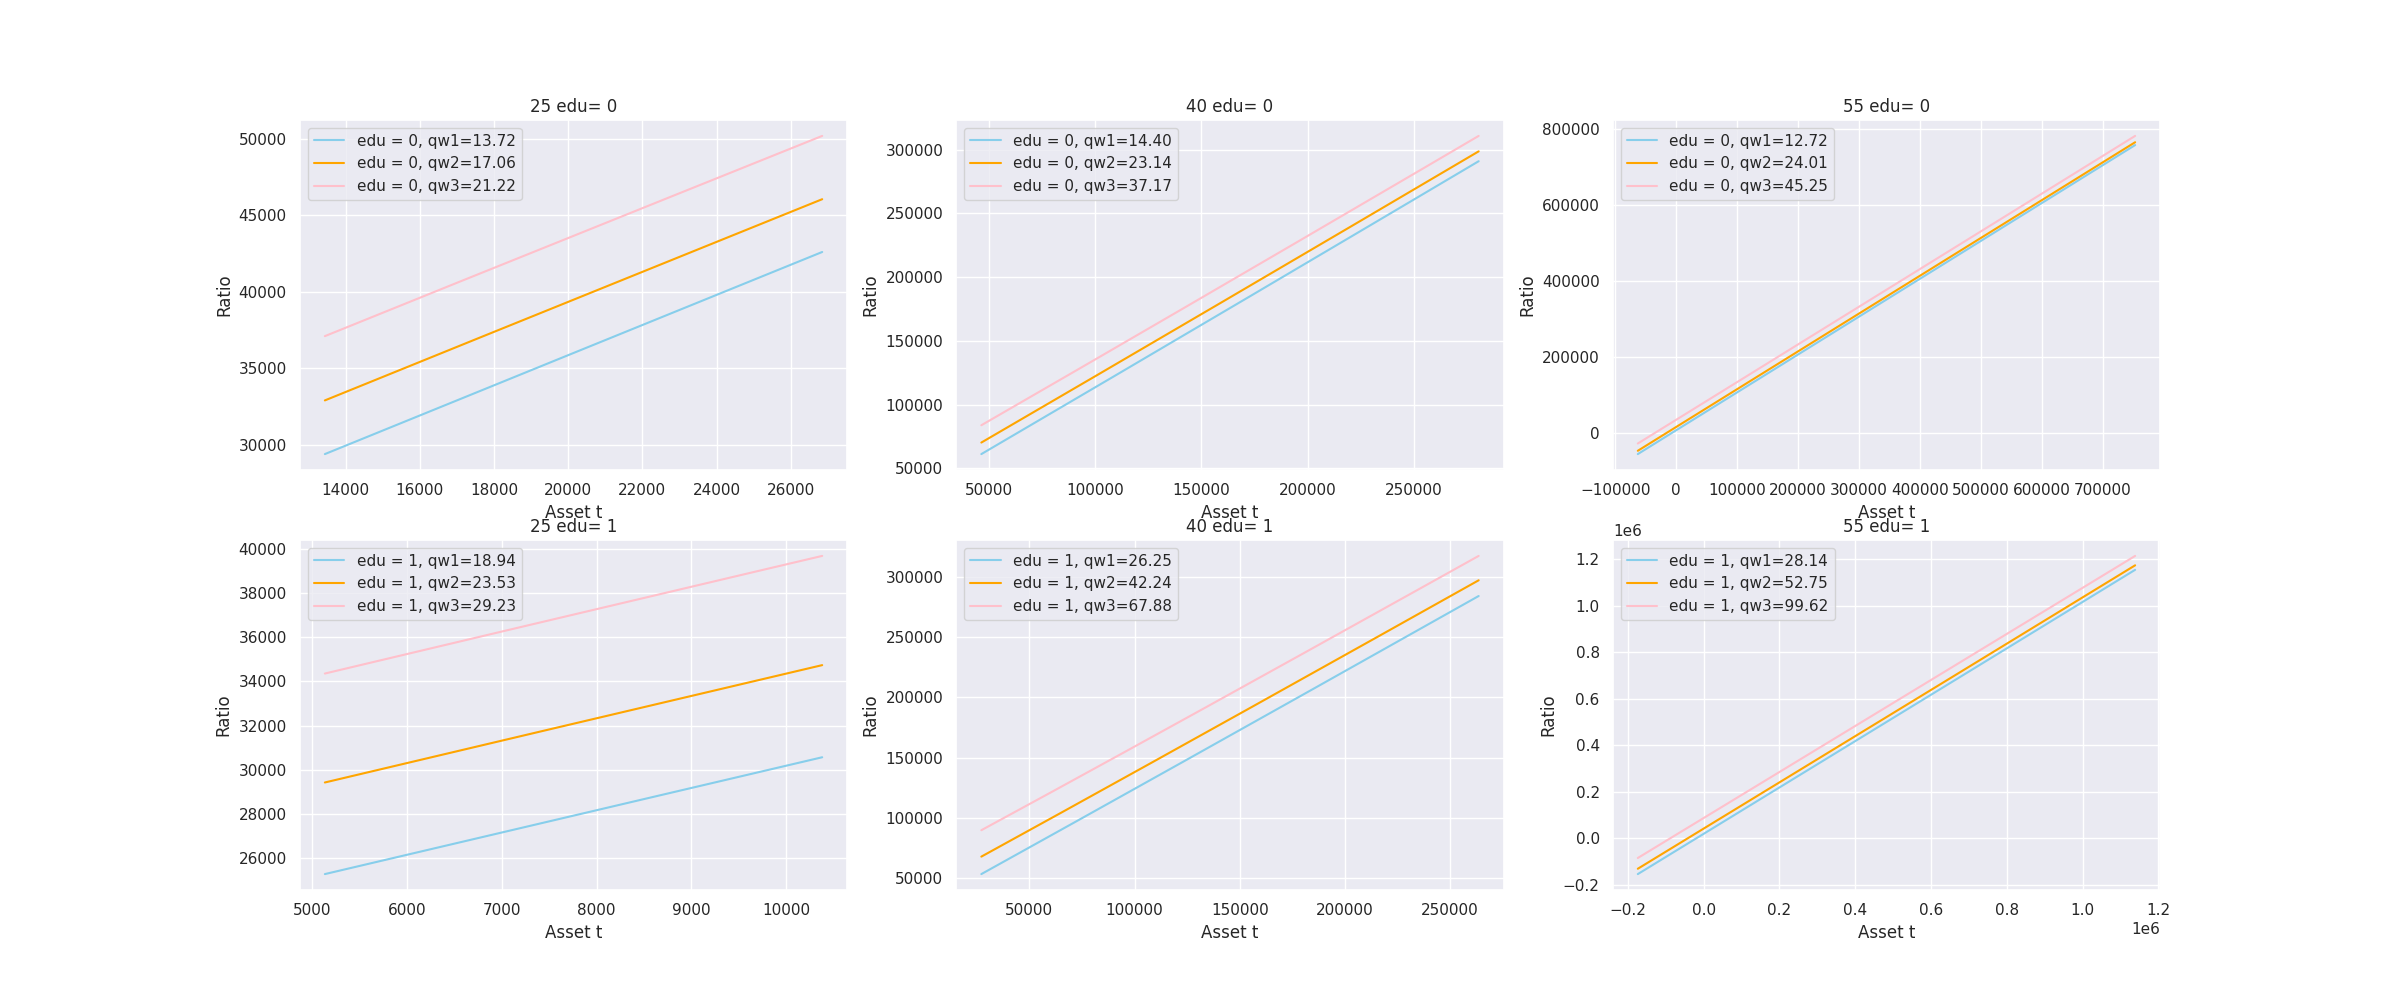 25 edu= 0
edu = 0, qw1=13.72
edu = 0, qw2=17.06
edu = 0, qw3=21.22
50000
45000
40000
35000
30000
Ratio
14000 16000 18000 20000 22000 24000 26000
Asset t
40 edu= 0
edu = 0, qw1=14.40
edu = 0, qw2=23.14
edu = 0, qw3=37.17
300000
250000
200000
150000
100000
50000
Ratio
50000 100000 150000 200000 250000
Asset t
55 edu= 0
edu = 0, qw1=12.72
edu = 0, qw2=24.01
edu = 0, qw3=45.25
800000
600000
400000
200000
0
Ratio
−100000 0 100000 200000 300000 400000 500000 600000 700000
Asset t
25 edu= 1
edu = 1, qw1=18.94
edu = 1, qw2=23.53
edu = 1, qw3=29.23
40000
38000
36000
34000
32000
30000
28000
26000
Ratio
5000 6000 7000 8000 9000 10000
Asset t
40 edu= 1
edu = 1, qw1=26.25
edu = 1, qw2=42.24
edu = 1, qw3=67.88
300000
250000
200000
150000
100000
50000
Ratio
50000 100000 150000 200000 250000
Asset t
55 edu= 1
1e6
edu = 1, qw1=28.14
edu = 1, qw2=52.75
edu = 1, qw3=99.62
1.2
1.0
0.8
0.6
0.4
0.2
0.0
−0.2
Ratio
−0.2 0.0 0.2 0.4 0.6 0.8 1.0 1.2
1e6
Asset t